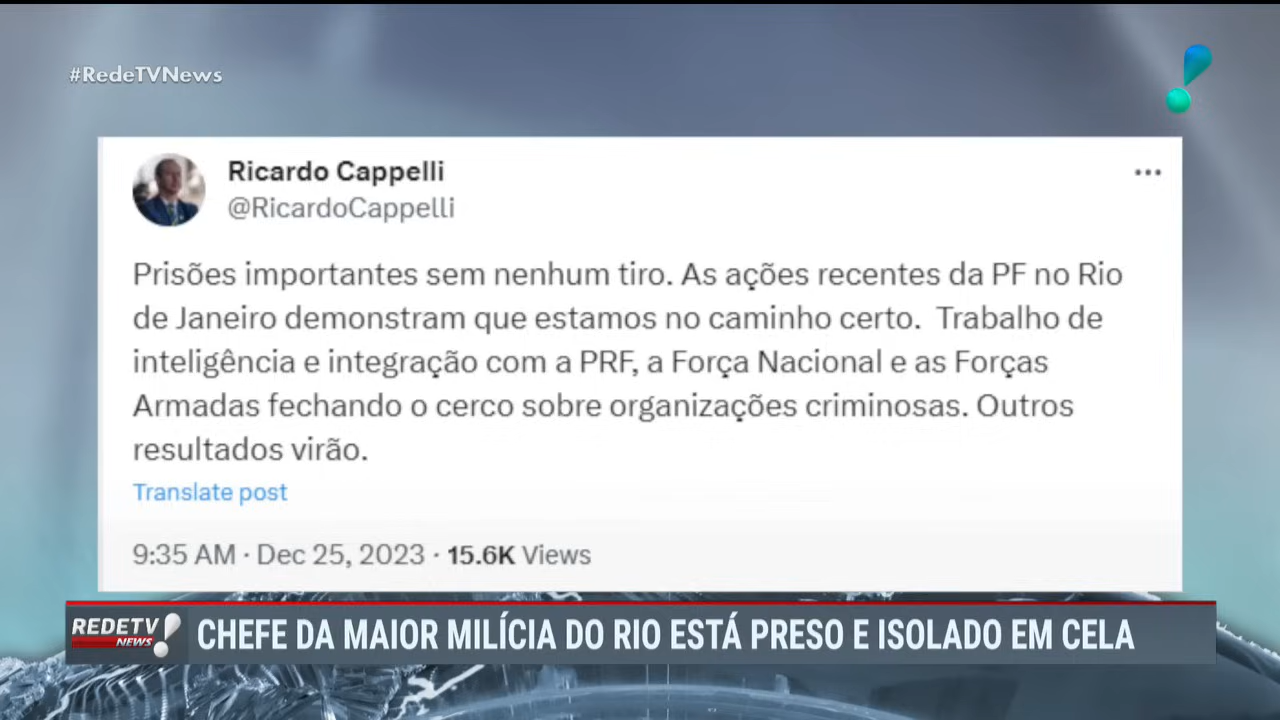 #RedeTVNews
Ricardo Cappelli
@RicardoCappelli
Prisões importantes sem nenhum tiro. As ações recentes da PF no Rio
de Janeiro demonstram que estamos no caminho certo. Trabalho de
inteligência e integração com a PRF, a Força Nacional e as Forças
Armadas fechando o cerco sobre organizações criminosas. Outros
resultados virão.
Translate post
9:35 AM · Dec 25, 2023 · 15.6K Views
REDETV!
NEWS
CHEFE DA MAIOR MILÍCIA DO RIO ESTÁ PRESO E ISOLADO EM CELA